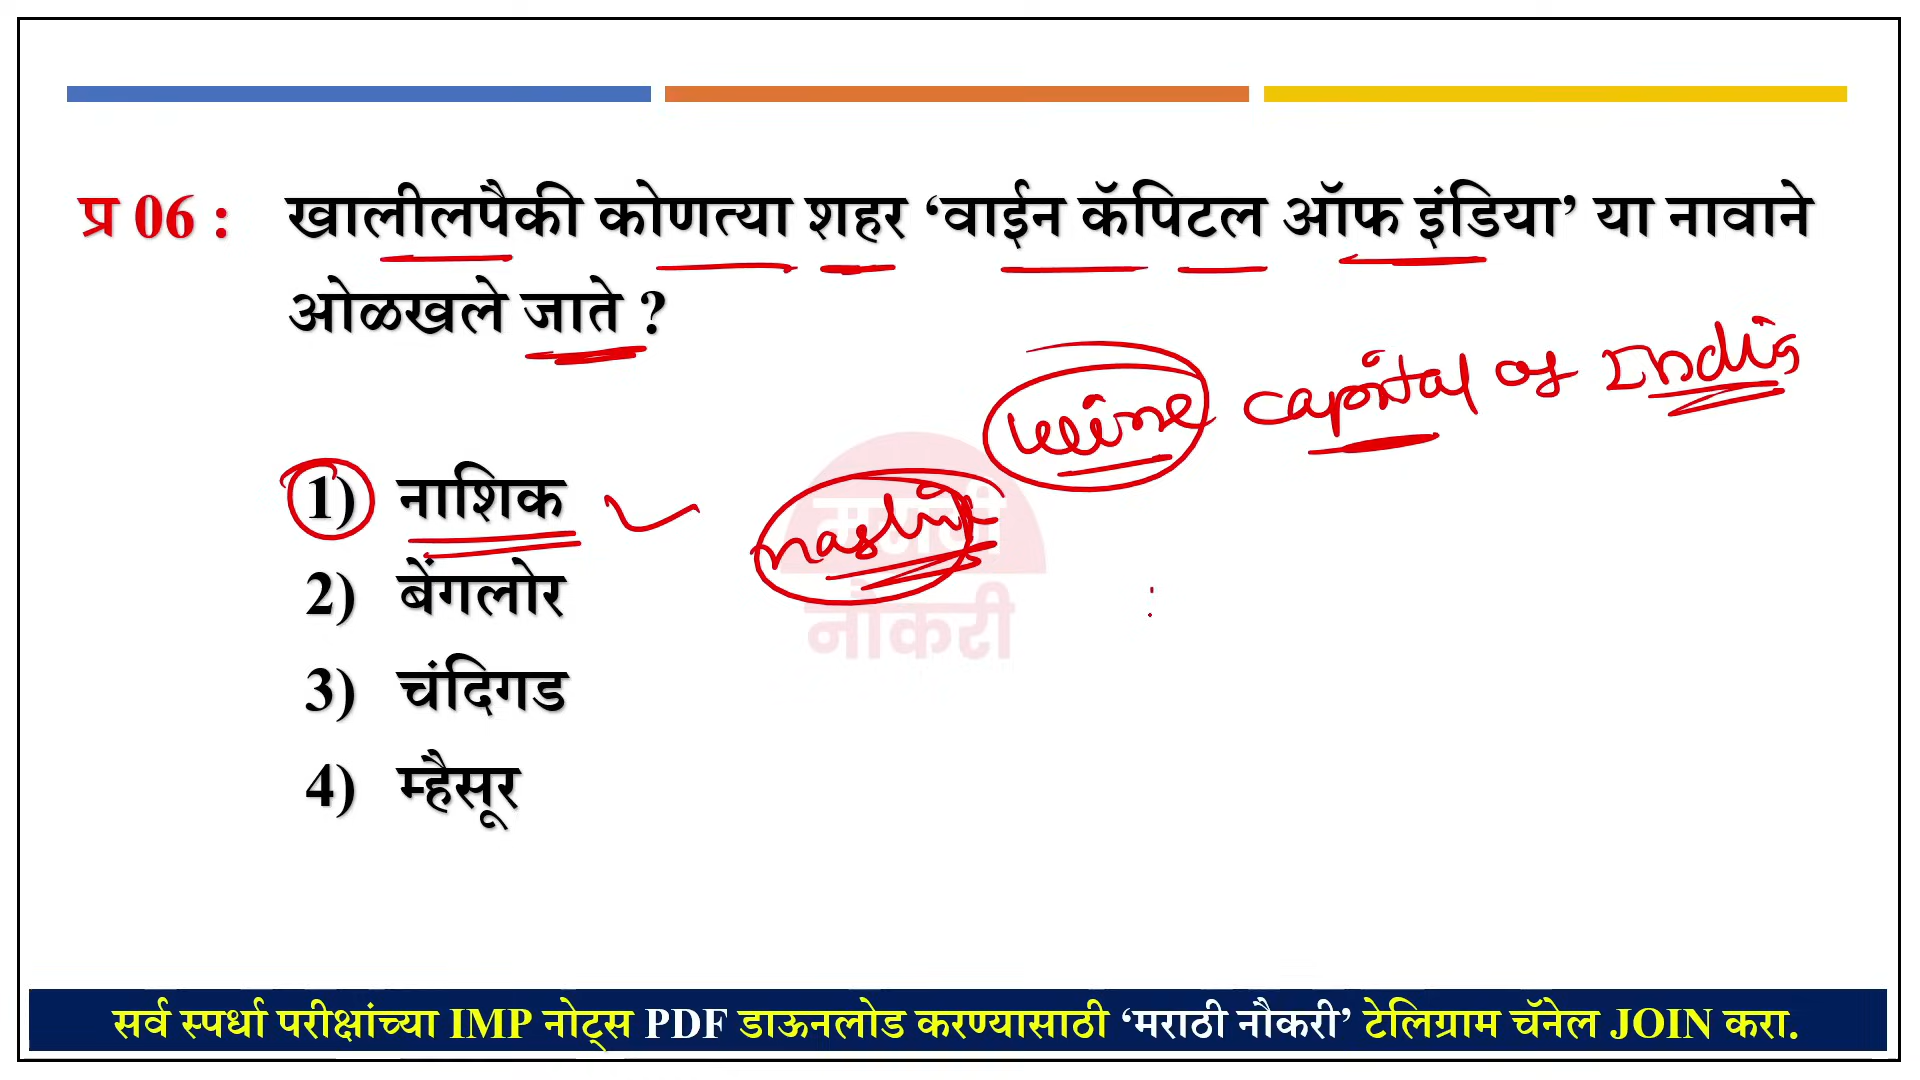 प्र 06 : खालीलपैकी कोणत्या शहर ‘वाईन कॅपिटल ऑफ इंडिया’ या नावाने
ओळखले जाते ?
wine capital of India
1) नाशिक
nashik
2) बेंगलोर
3) चंदिगड
4) म्हैसूर
नोकरी
सर्व स्पर्धा परीक्षांच्या IMP नोट्स PDF डाऊनलोड करण्यासाठी ‘मराठी नौकरी’ टेलिग्राम चॅनेल JOIN करा.